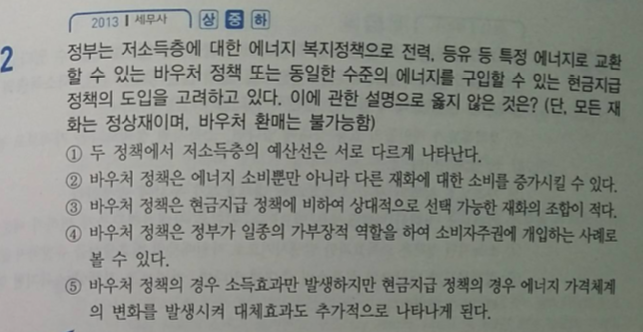 2013 | 세무사 상 중 하
2 정부는 저소득층에 대한 에너지 복지정책으로 전력, 등유 등 특정 에너지로 교환
할 수 있는 바우처 정책 또는 동일한 수준의 에너지를 구입할 수 있는 현금지급
정책의 도입을 고려하고 있다. 이에 관한 설명으로 옳지 않은 것은? (단, 모든 재
화는 정상재이며, 바우처 환매는 불가능함)
① 두 정책에서 저소득층의 예산선은 서로 다르게 나타난다.
② 바우처 정책은 에너지 소비뿐만 아니라 다른 재화에 대한 소비를 증가시킬 수 있다.
③ 바우처 정책은 현금지급 정책에 비하여 상대적으로 선택 가능한 재화의 조합이 적다.
④ 바우처 정책은 정부가 일종의 가부장적 역할을 하여 소비자주권에 개입하는 사례로
볼 수 있다.
⑤ 바우처 정책의 경우 소득효과만 발생하지만 현금지급 정책의 경우 에너지 가격체계
의 변화를 발생시켜 대체효과도 추가적으로 나타나게 된다.